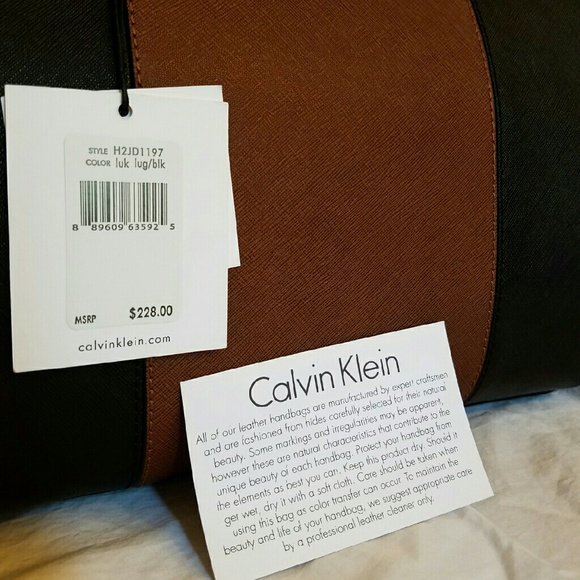 STYLE H2JD1197
COLOR luk lug/blk
8 89609 63592 5
MSRP $228.00
calvinklein.com
Calvin Klein
All of our leather handbags are manufactured by expert craftsmen
and are fashioned from hides carefully selected for their natural
beauty. Some markings and irregularities may be apparent,
however these are natural characteristics that contribute to the
unique beauty of each handbag. Protect your handbag from
the elements as best you can. Keep this product dry. Should it
get wet, dry it with a soft cloth. Care should be taken when
using this bag as color transfer can occur. To maintain the
beauty and life of your handbag, we suggest appropriate care
by a professional leather cleaner only.